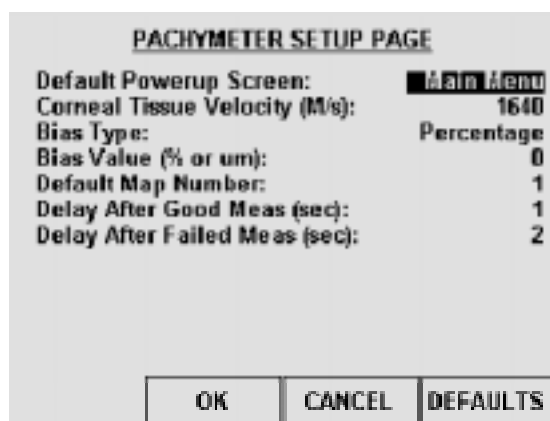 PACHYMETER SETUP PAGE
Default Powerup Screen: Main Menu
Corneal Tissue Velocity (M/s): 1640
Bias Type: Percentage
Bias Value (% or um): 0
Default Map Number: 1
Delay After Good Meas (sec): 1
Delay After Failed Meas (sec): 2
OK CANCEL DEFAULTS